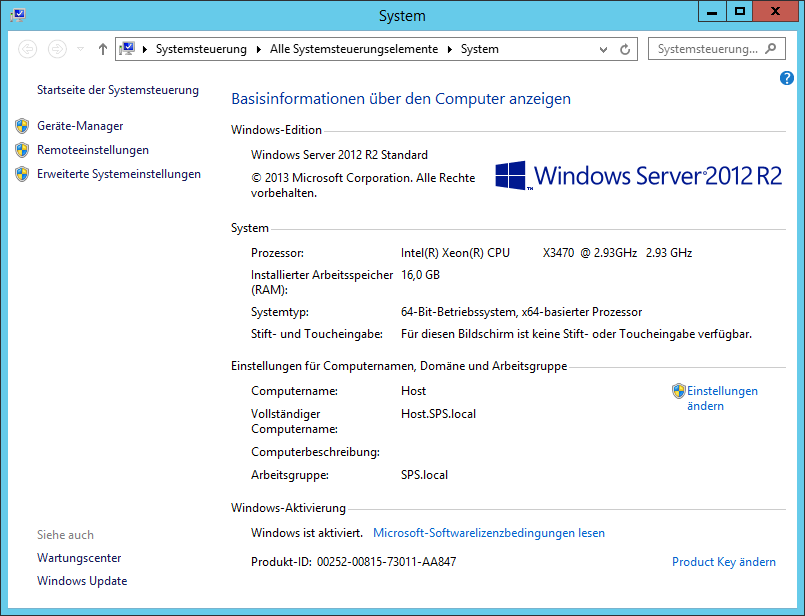 System
Systemsteuerung
Alle Systemsteuerungselemente
System
Systemsteuerung...
Startseite der Systemsteuerung
Geräte-Manager
Remoteeinstellungen
Erweiterte Systemeinstellungen
Siehe auch
Wartungscenter
Windows Update
Basisinformationen über den Computer anzeigen
Windows-Edition
Windows Server 2012 R2 Standard
© 2013 Microsoft Corporation. Alle Rechte
vorbehalten.
Windows Server 2012 R2
System
Prozessor: Intel(R) Xeon(R) CPU X3470 @ 2.93GHz 2.93 GHz
Installierter Arbeitsspeicher 16,0 GB
(RAM):
Systemtyp: 64-Bit-Betriebssystem, x64-basierter Prozessor
Stift- und Toucheingabe: Für diesen Bildschirm ist keine Stift- oder Toucheingabe verfügbar.
Einstellungen für Computernamen, Domäne und Arbeitsgruppe
Computername: Host
Einstellungen
ändern
Vollständiger Host.SPS.local
Computername:
Computerbeschreibung:
Arbeitsgruppe: SPS.local
Windows-Aktivierung
Windows ist aktiviert. Microsoft-Softwarelizenzbedingungen lesen
Produkt-ID: 00252-00815-73011-AA847
Product Key ändern